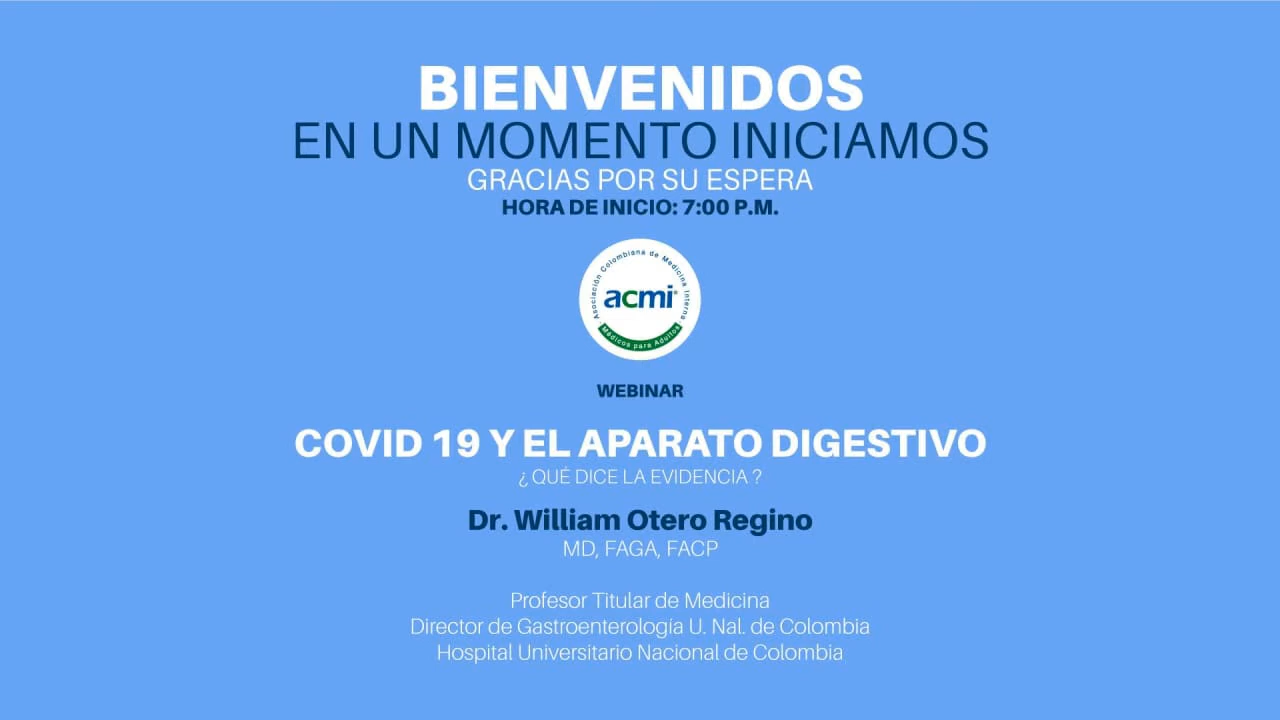 BIENVENIDOS
EN UN MOMENTO INICIAMOS
GRACIAS POR SU ESPERA
HORA DE INICIO: 7:00 P.M.
Asociación Colombiana de Medicina Interna
acmi®
Médicos para Adultos
WEBINAR
COVID 19 Y EL APARATO DIGESTIVO
¿ QUÉ DICE LA EVIDENCIA ?
Dr. William Otero Regino
MD, FAGA, FACP
Profesor Titular de Medicina
Director de Gastroenterología U. Nal. de Colombia
Hospital Universitario Nacional de Colombia